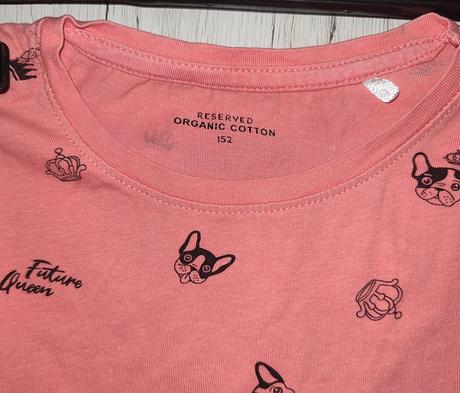 RESERVED
ORGANIC COTTON
152
Future
Queen